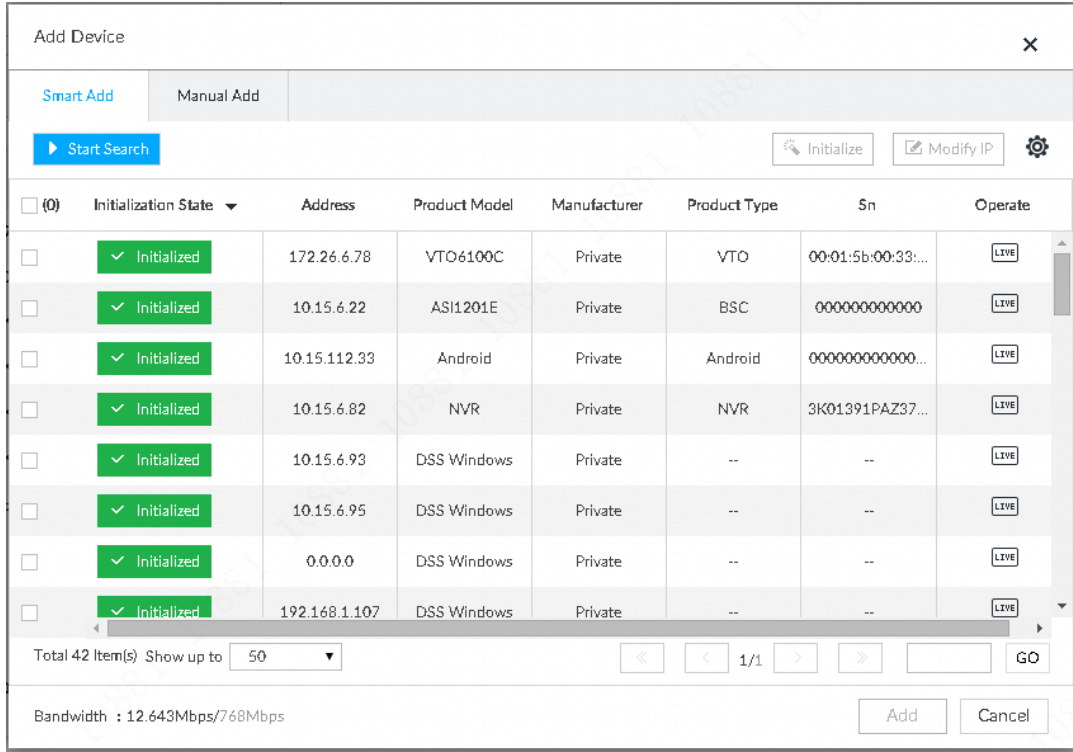 Add Device
Smart Add Manual Add
Start Search Initialize Modify IP
(0) Initialization State Address Product Model Manufacturer Product Type Sn Operate
Initialized 172.26.6.78 VTO6100C Private VTO 00:01:5b:00:33:... LIVE
Initialized 10.15.6.22 ASI1201E Private BSC 000000000000 LIVE
Initialized 10.15.112.33 Android Private Android 000000000000... LIVE
Initialized 10.15.6.82 NVR Private NVR 3K01391PAZ37... LIVE
Initialized 10.15.6.93 DSS Windows Private -- -- LIVE
Initialized 10.15.6.95 DSS Windows Private -- -- LIVE
Initialized 0.0.0.0 DSS Windows Private -- -- LIVE
Initialized 192.168.1.107 DSS Windows Private -- -- LIVE
Total 42 Item(s) Show up to 50 1/1 GO
Bandwidth : 12.643Mbps/768Mbps Add Cancel
10881 10881 10881 10881